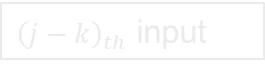 (j − k)th input